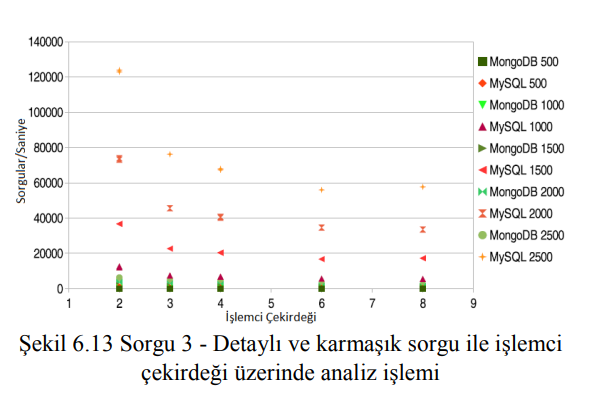 140000
120000
100000
80000
60000
40000
20000
0
Sorgular/Saniye
1 2 3 4 5 6 7 8 9
İşlemci Çekirdeği
MongoDB 500
MySQL 500
MongoDB 1000
MySQL 1000
MongoDB 1500
MySQL 1500
MongoDB 2000
MySQL 2000
MongoDB 2500
MySQL 2500
Şekil 6.13 Sorgu 3 - Detaylı ve karmaşık sorgu ile işlemci
çekirdeği üzerinde analiz işlemi